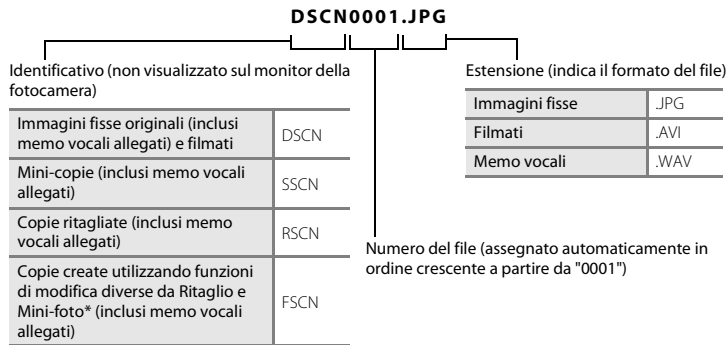 DSCN0001.JPG
Identificativo (non visualizzato sul monitor della
fotocamera)
Immagini fisse originali (inclusi
memo vocali allegati) e filmati
DSCN
Mini-copie (inclusi memo vocali
allegati)
SSCN
Copie ritagliate (inclusi memo
vocali allegati)
RSCN
Copie create utilizzando funzioni
di modifica diverse da Ritaglio e
Mini-foto* (inclusi memo vocali
allegati)
FSCN
Estensione (indica il formato del file)
Immagini fisse
.JPG
Filmati
.AVI
Memo vocali
.WAV
Numero del file (assegnato automaticamente in
ordine crescente a partire da "0001")